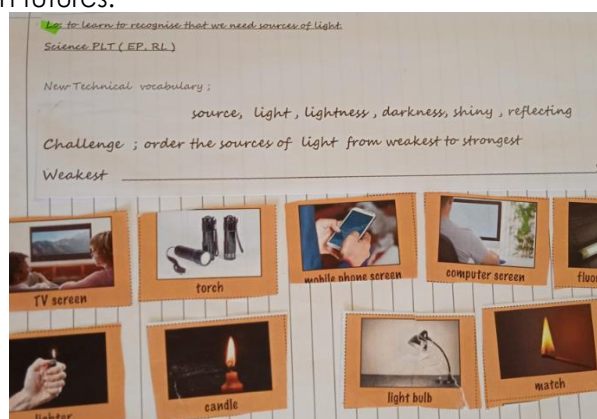 Lo: to learn to recognise that we need sources of light.
Science PLT ( EP, RL )
New Technical vocabulary ;
source, light , lightness , darkness, shiny , reflecting
Challenge ; order the sources of light from weakest to strongest
Weakest
TV screen
torch
mobile phone screen
computer screen
lighter
candle
light bulb
match